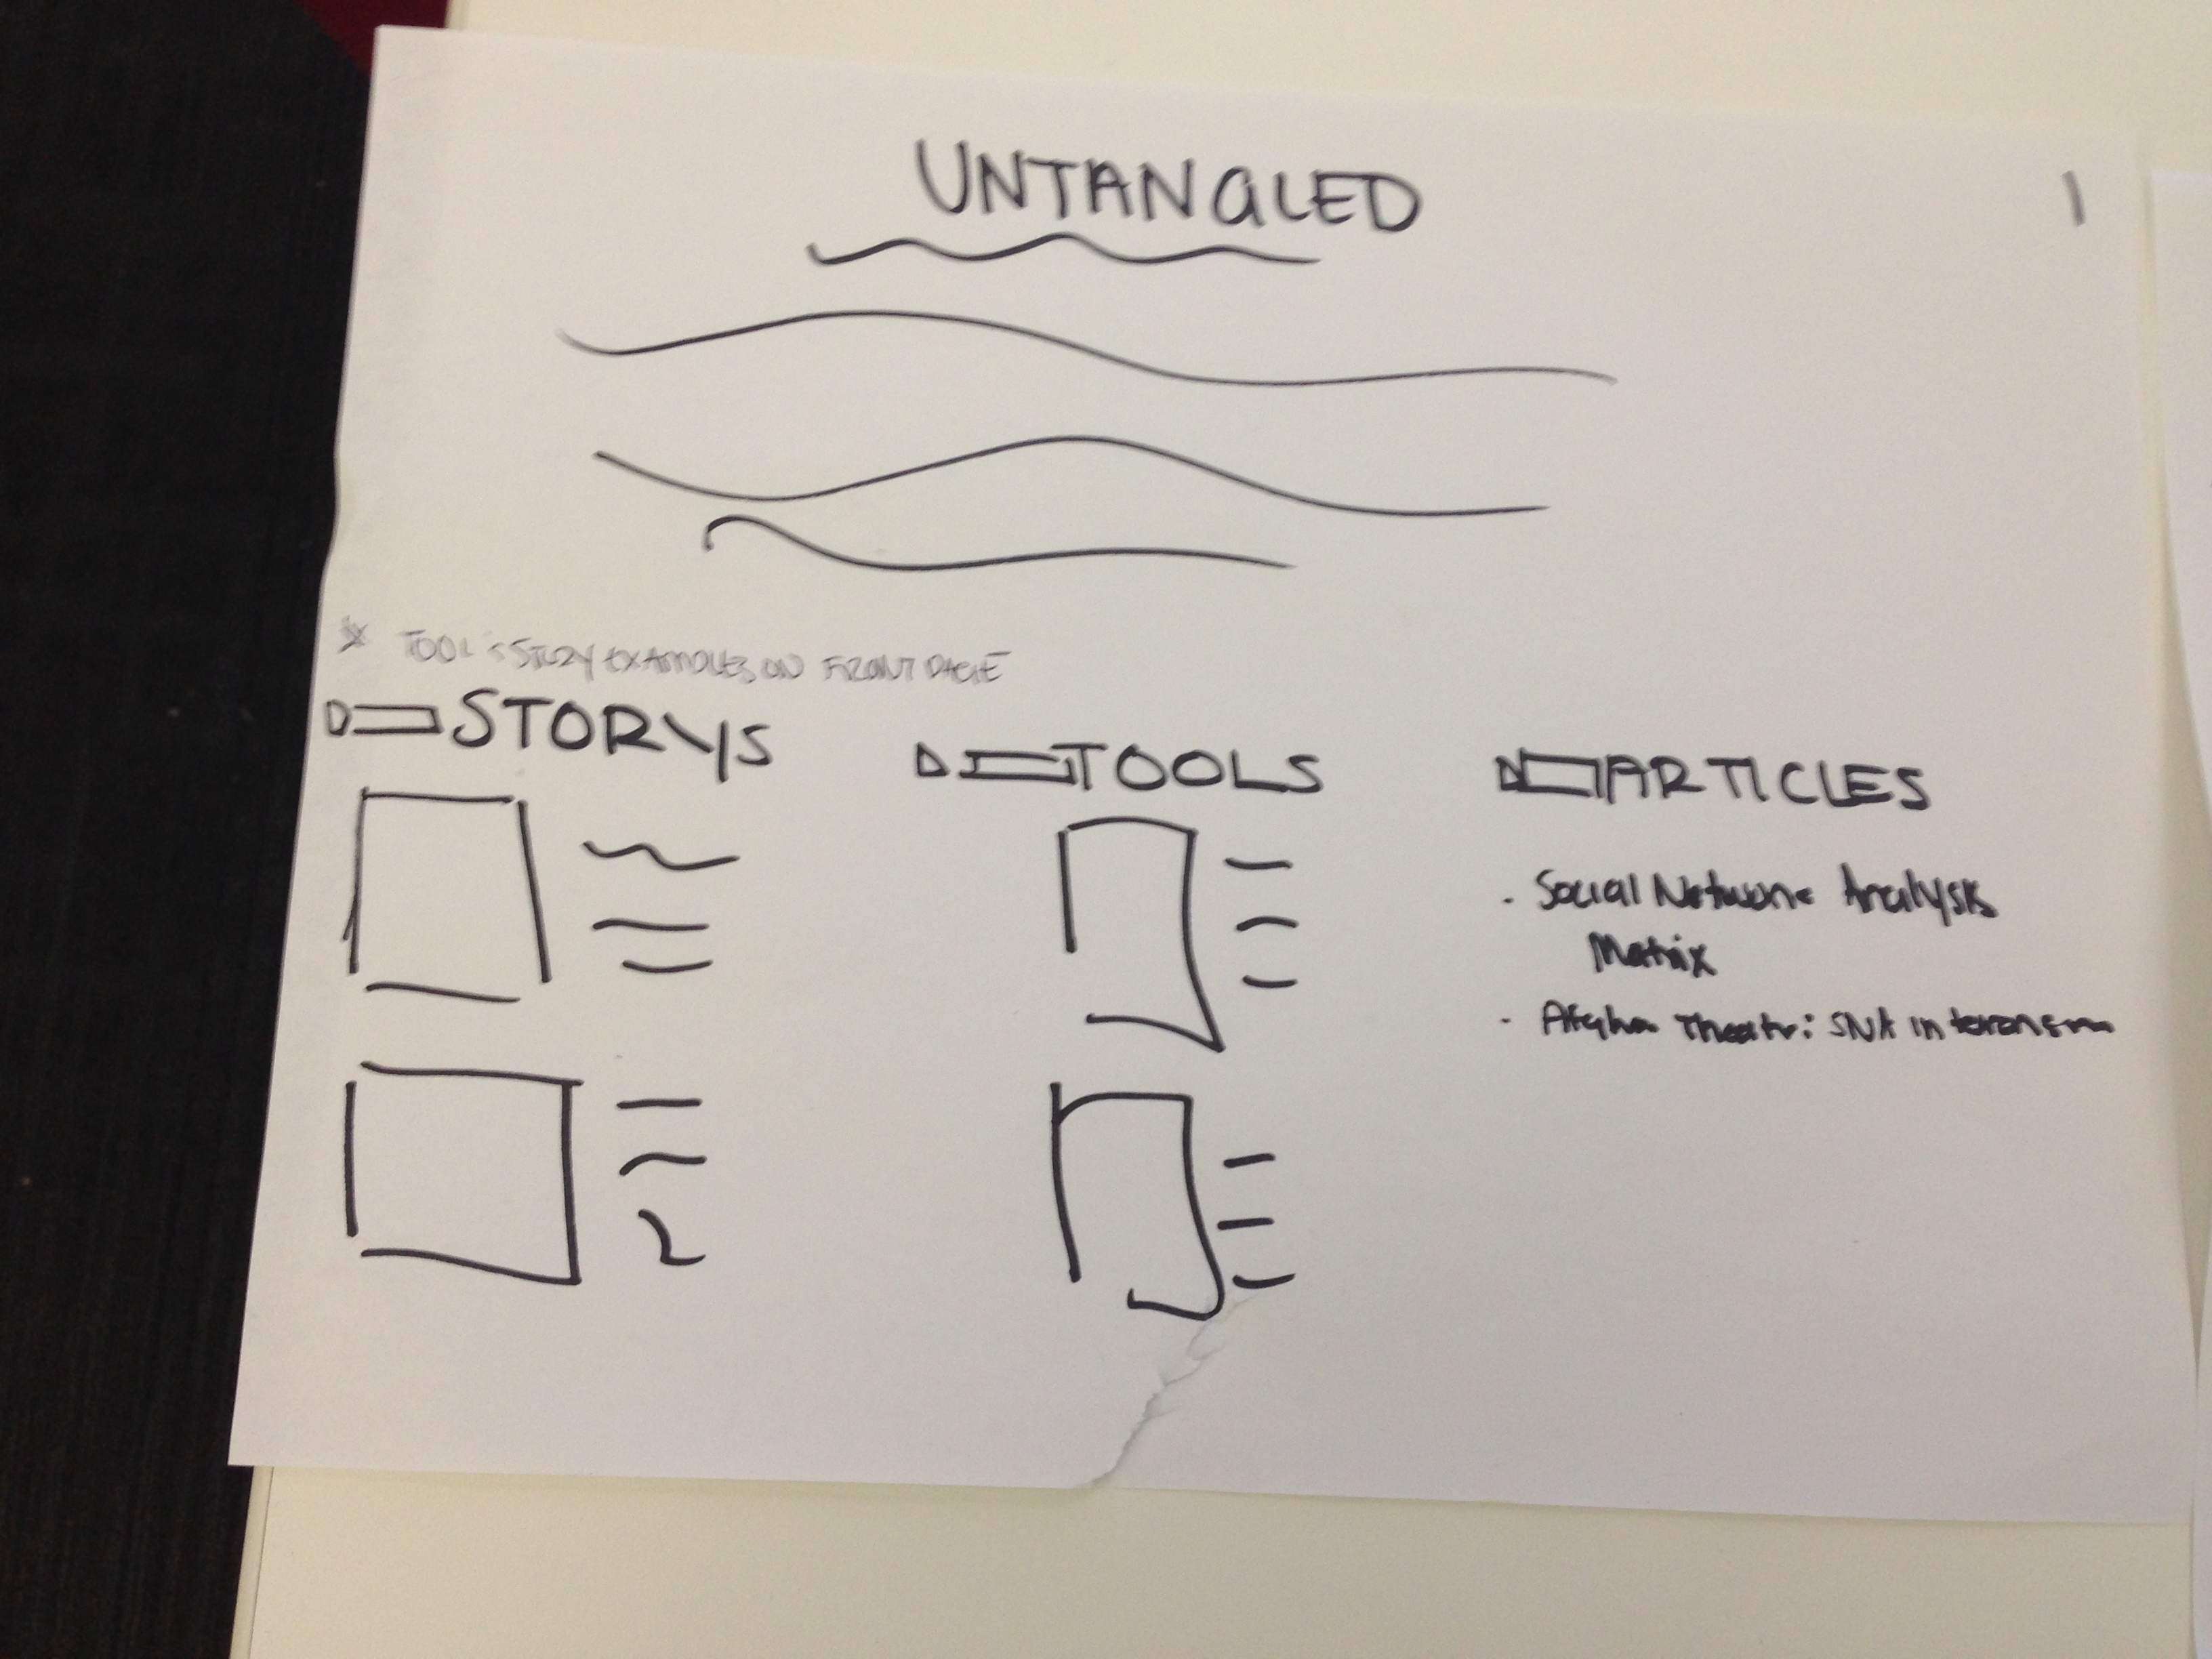 UNTANGLED
1
* TOOL & STORY EXAMPLES ON FRONT PAGE
STORYS
TOOLS
ARTICLES
· Social Network Analysis
Matrix
· Afghan Theatre: SNA in terrorism